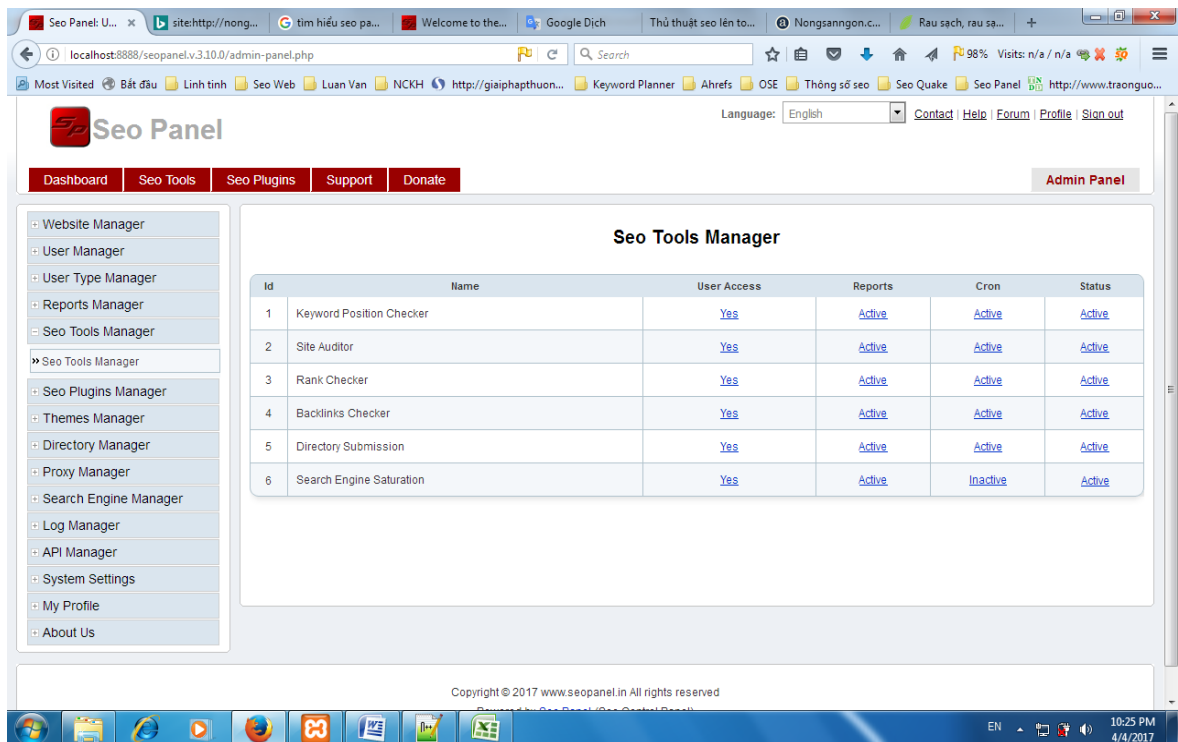 Seo Panel: U... × site:http://nong... tìm hiểu seo pa... Welcome to the... Google Dịch Thủ thuật seo lên to... Nongsanngon.c... Rau sạch, rau sạ... +
localhost:8888/seopanel.v.3.10.0/admin-panel.php Search 98% Visits: n/a / n/a
Most Visited Bắt đầu Linh tinh Seo Web Luan Van NCKH http://giaiphapthuon... Keyword Planner Ahrefs OSE Thông số seo Seo Quake Seo Panel http://www.traonguo...
Language: English Contact | Help | Forum | Profile | Sign out
Sp Seo Panel
Dashboard Seo Tools Seo Plugins Support Donate Admin Panel
Website Manager
User Manager
User Type Manager
Reports Manager
Seo Tools Manager
» Seo Tools Manager
Seo Plugins Manager
Themes Manager
Directory Manager
Proxy Manager
Search Engine Manager
Log Manager
API Manager
System Settings
My Profile
About Us
Seo Tools Manager
Id Name User Access Reports Cron Status
1 Keyword Position Checker Yes Active Active Active
2 Site Auditor Yes Active Active Active
3 Rank Checker Yes Active Active Active
4 Backlinks Checker Yes Active Active Active
5 Directory Submission Yes Active Active Active
6 Search Engine Saturation Yes Active Inactive Active
Copyright © 2017 www.seopanel.in All rights reserved
Powered by Seo Panel (Seo Control Panel)
EN 10:25 PM
4/4/2017